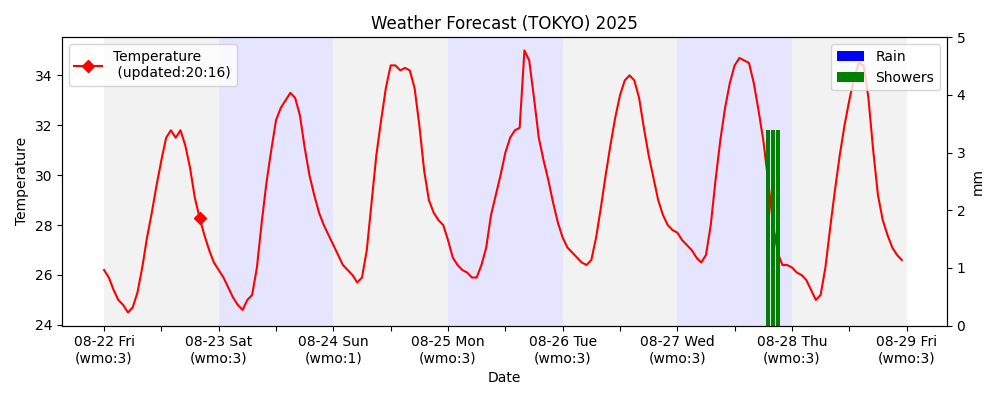 Weather Forecast (TOKYO) 2025
Temperature
(updated:20:16)
Rain
Showers
Temperature
34
32
30
28
26
24
5
4
3
2
1
0
mm
08-22 Fri
(wmo:3)
08-23 Sat
(wmo:3)
08-24 Sun
(wmo:1)
08-25 Mon
(wmo:3)
08-26 Tue
(wmo:3)
08-27 Wed
(wmo:3)
08-28 Thu
(wmo:3)
08-29 Fri
(wmo:3)
Date